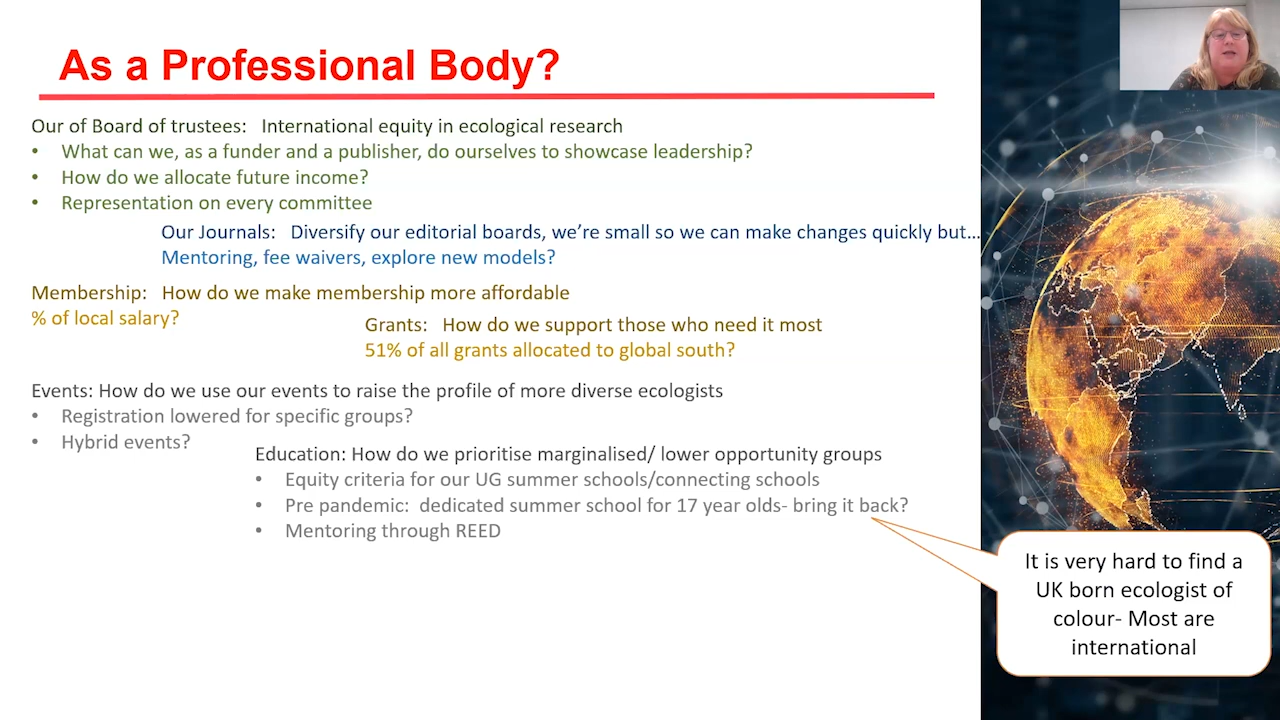 As a Professional Body?
Our of Board of trustees: International equity in ecological research
• What can we, as a funder and a publisher, do ourselves to showcase leadership?
• How do we allocate future income?
• Representation on every committee
Our Journals: Diversify our editorial boards, we’re small so we can make changes quickly but…
Mentoring, fee waivers, explore new models?
Membership: How do we make membership more affordable
% of local salary?
Grants: How do we support those who need it most
51% of all grants allocated to global south?
Events: How do we use our events to raise the profile of more diverse ecologists
• Registration lowered for specific groups?
• Hybrid events?
Education: How do we prioritise marginalised/ lower opportunity groups
• Equity criteria for our UG summer schools/connecting schools
• Pre pandemic: dedicated summer school for 17 year olds- bring it back?
• Mentoring through REED
It is very hard to find a
UK born ecologist of
colour- Most are
international